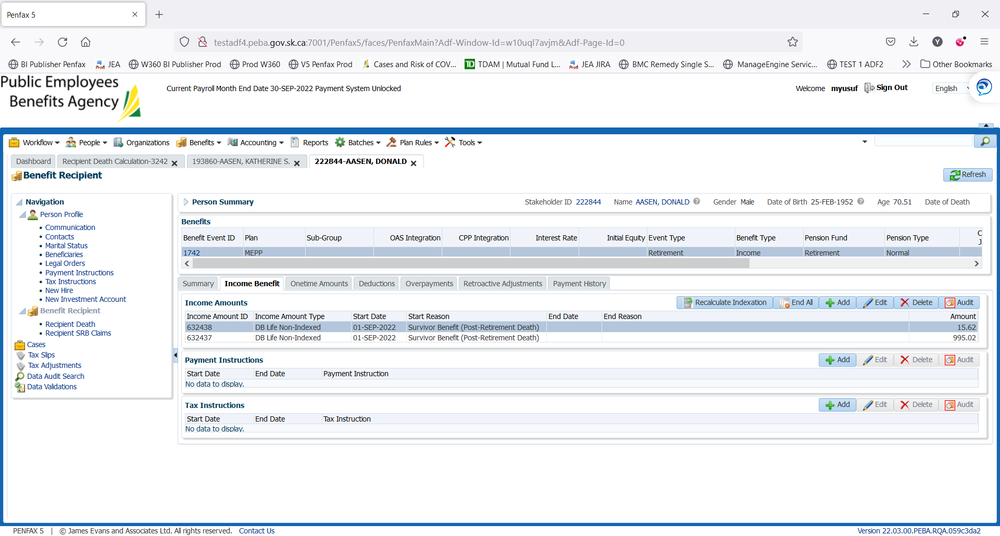 Penfax 5
testadf4.peba.gov.sk.ca:7001/Penfax5/faces/PenfaxMain?Adf-Window-Id=w10uql7avjm&Adf-Page-Id=0
Y
BI Publisher Penfax JEA W360 BI Publisher Prod Prod W360 V5 Penfax Prod Cases and Risk of COV... TDAM | Mutual Fund L... JEA JIRA BMC Remedy Single S... ManageEngine Servic... TEST 1 ADF2 Other Bookmarks
Public Employees
Benefits Agency
Current Payroll Month End Date 30-SEP-2022 Payment System Unlocked
Welcome myusuf Sign Out English
Workflow People Organizations Benefits Accounting Reports Batches Plan Rules Tools
Dashboard Recipient Death Calculation-3242 193860-AASEN, KATHERINE S. 222844-AASEN, DONALD
Benefit Recipient Refresh
Navigation
Person Profile
Communication
Contacts
Marital Status
Beneficiaries
Legal Orders
Payment Instructions
Tax Instructions
New Hire
New Investment Account
Benefit Recipient
Recipient Death
Recipient SRB Claims
Cases
Tax Slips
Tax Adjustments
Data Audit Search
Data Validations
Person Summary Stakeholder ID 222844 Name AASEN, DONALD Gender Male Date of Birth 25-FEB-1952 Age 70.51 Date of Death
Benefits
Benefit Event ID Plan Sub-Group OAS Integration CPP Integration Interest Rate Initial Equity Event Type Benefit Type Pension Fund Pension Type
1742 MEPP Retirement Income Retirement Normal
Summary Income Benefit Onetime Amounts Deductions Overpayments Retroactive Adjustments Payment History
Income Amounts Recalculate Indexation End All Add Edit Delete Audit
Income Amount ID Income Amount Type Start Date Start Reason End Date End Reason Amount
632438 DB Life Non-Indexed 01-SEP-2022 Survivor Benefit (Post-Retirement Death) 15.62
632437 DB Life Non-Indexed 01-SEP-2022 Survivor Benefit (Post-Retirement Death) 995.02
Payment Instructions Add Edit Delete Audit
Start Date End Date Payment Instruction
No data to display.
Tax Instructions Add Edit Delete Audit
Start Date End Date Tax Instruction
No data to display.
PENFAX 5 | © James Evans and Associates Ltd. All rights reserved. Contact Us
Version 22.03.00.PEBA.RQA.059c3da2